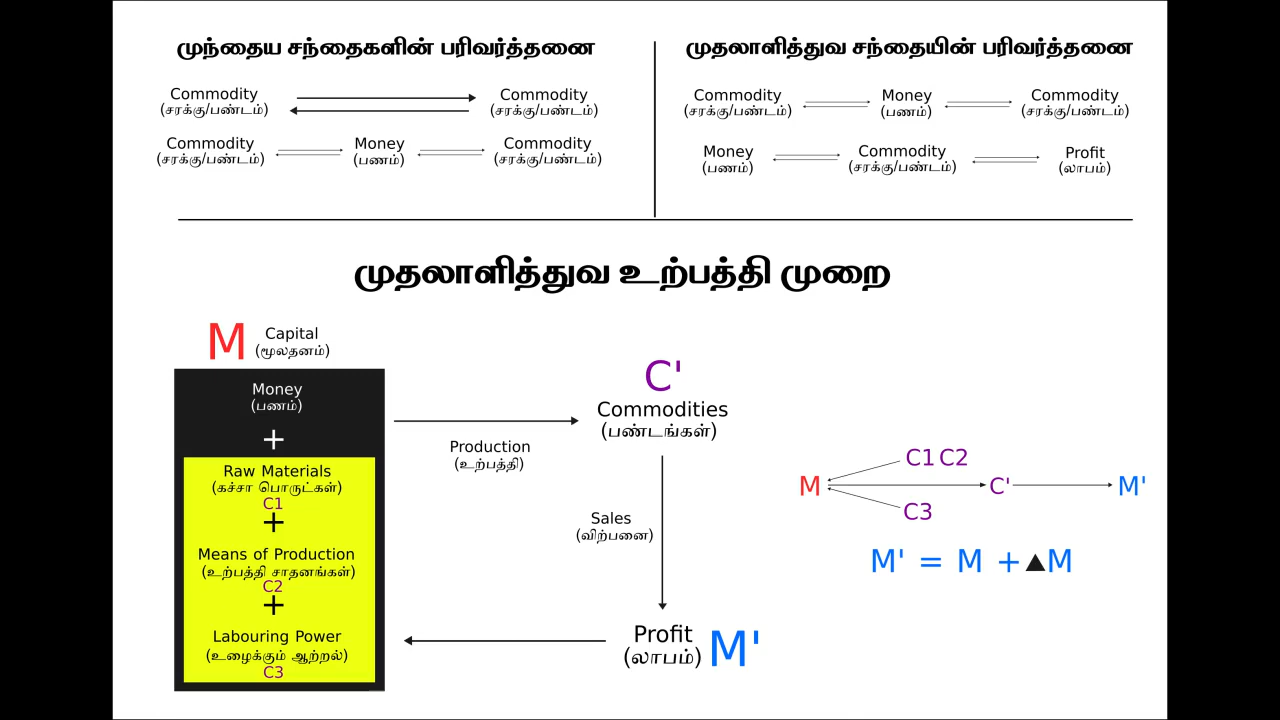 முந்தைய சந்தைகளின் பரிவர்த்தனை
Commodity Commodity
(சரக்கு/பண்டம்) (சரக்கு/பண்டம்)
Commodity Money Commodity
(சரக்கு/பண்டம்) (பணம்) (சரக்கு/பண்டம்)
முதலாளித்துவ சந்தையின் பரிவர்த்தனை
Commodity Money Commodity
(சரக்கு/பண்டம்) (பணம்) (சரக்கு/பண்டம்)
Money Commodity Profit
(பணம்) (சரக்கு/பண்டம்) (லாபம்)
முதலாளித்துவ உற்பத்தி முறை
M Capital
(மூலதனம்)
Money
(பணம்)
+
Raw Materials
(கச்சா பொருட்கள்)
C1
+
Means of Production
(உற்பத்தி சாதனங்கள்)
C2
+
Labouring Power
(உழைக்கும் ஆற்றல்)
C3
Production
(உற்பத்தி)
C'
Commodities
(பண்டங்கள்)
Sales
(விற்பனை)
Profit M'
(லாபம்)
C1 C2
M C' M'
C3
M' = M + ▲M